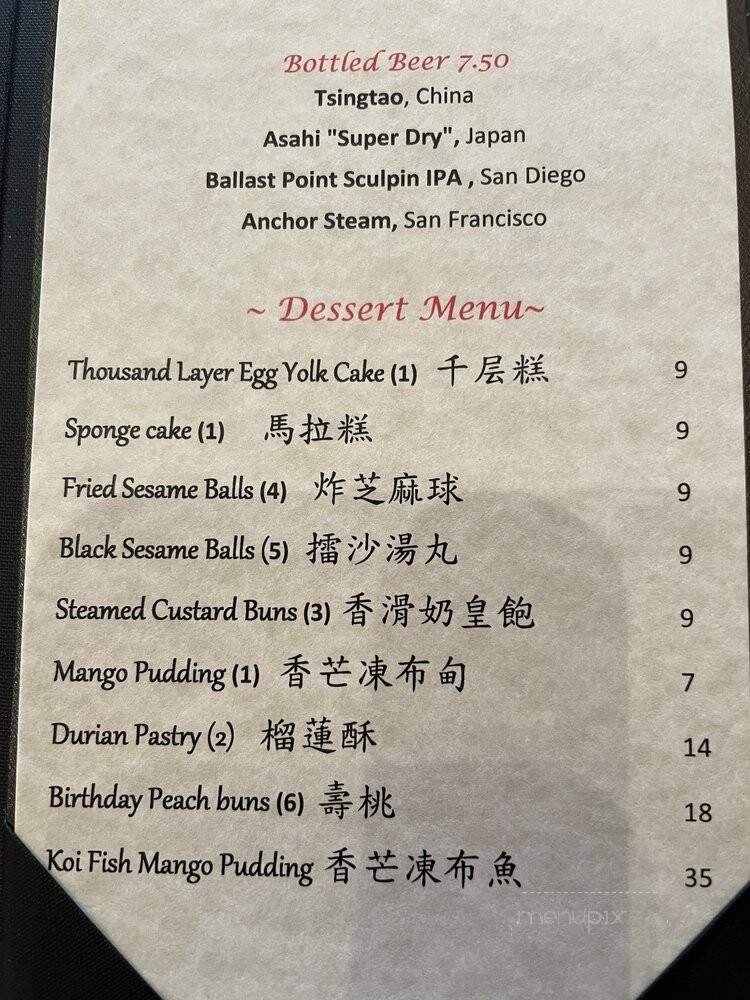 Bottled Beer 7.50
Tsingtao, China
Asahi "Super Dry", Japan
Ballast Point Sculpin IPA , San Diego
Anchor Steam, San Francisco
~ Dessert Menu~
Thousand Layer Egg Yolk Cake (1) 千层糕 9
Sponge cake (1) 馬拉糕 9
Fried Sesame Balls (4) 炸芝麻球 9
Black Sesame Balls (5) 擂沙湯丸 9
Steamed Custard Buns (3) 香滑奶皇飽 9
Mango Pudding (1) 香芒凍布甸 7
Durian Pastry (2) 榴蓮酥 14
Birthday Peach buns (6) 壽桃 18
Koi Fish Mango Pudding 香芒凍布魚 35
menupix